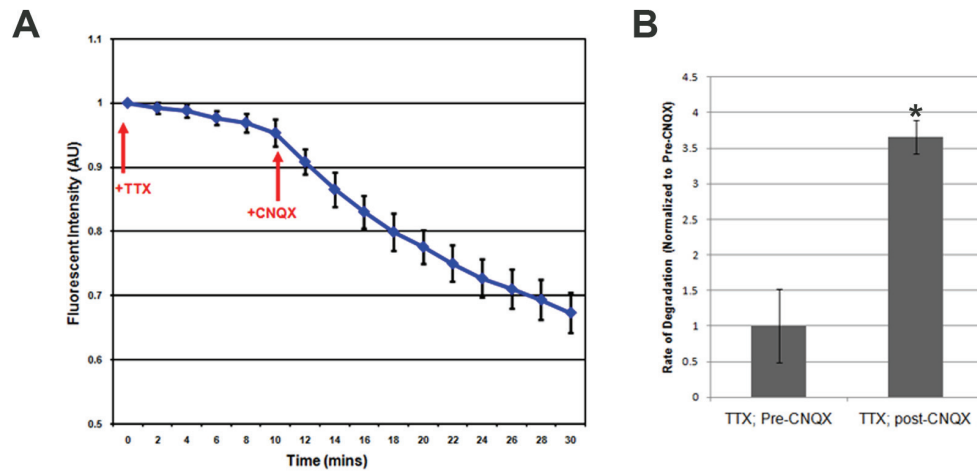 A
1.1
1
0.9
0.8
0.7
0.6
0.5
Fluorescent Intensity (AU)
+TTX
+CNQX
0 2 4 6 8 10 12 14 16 18 20 22 24 26 28 30
Time (mins)
B
4.5
4
3.5
3
2.5
2
1.5
1
0.5
0
Rate of Degradation (Normalized to Pre-CNQX)
*
TTX; Pre-CNQX TTX; post-CNQX